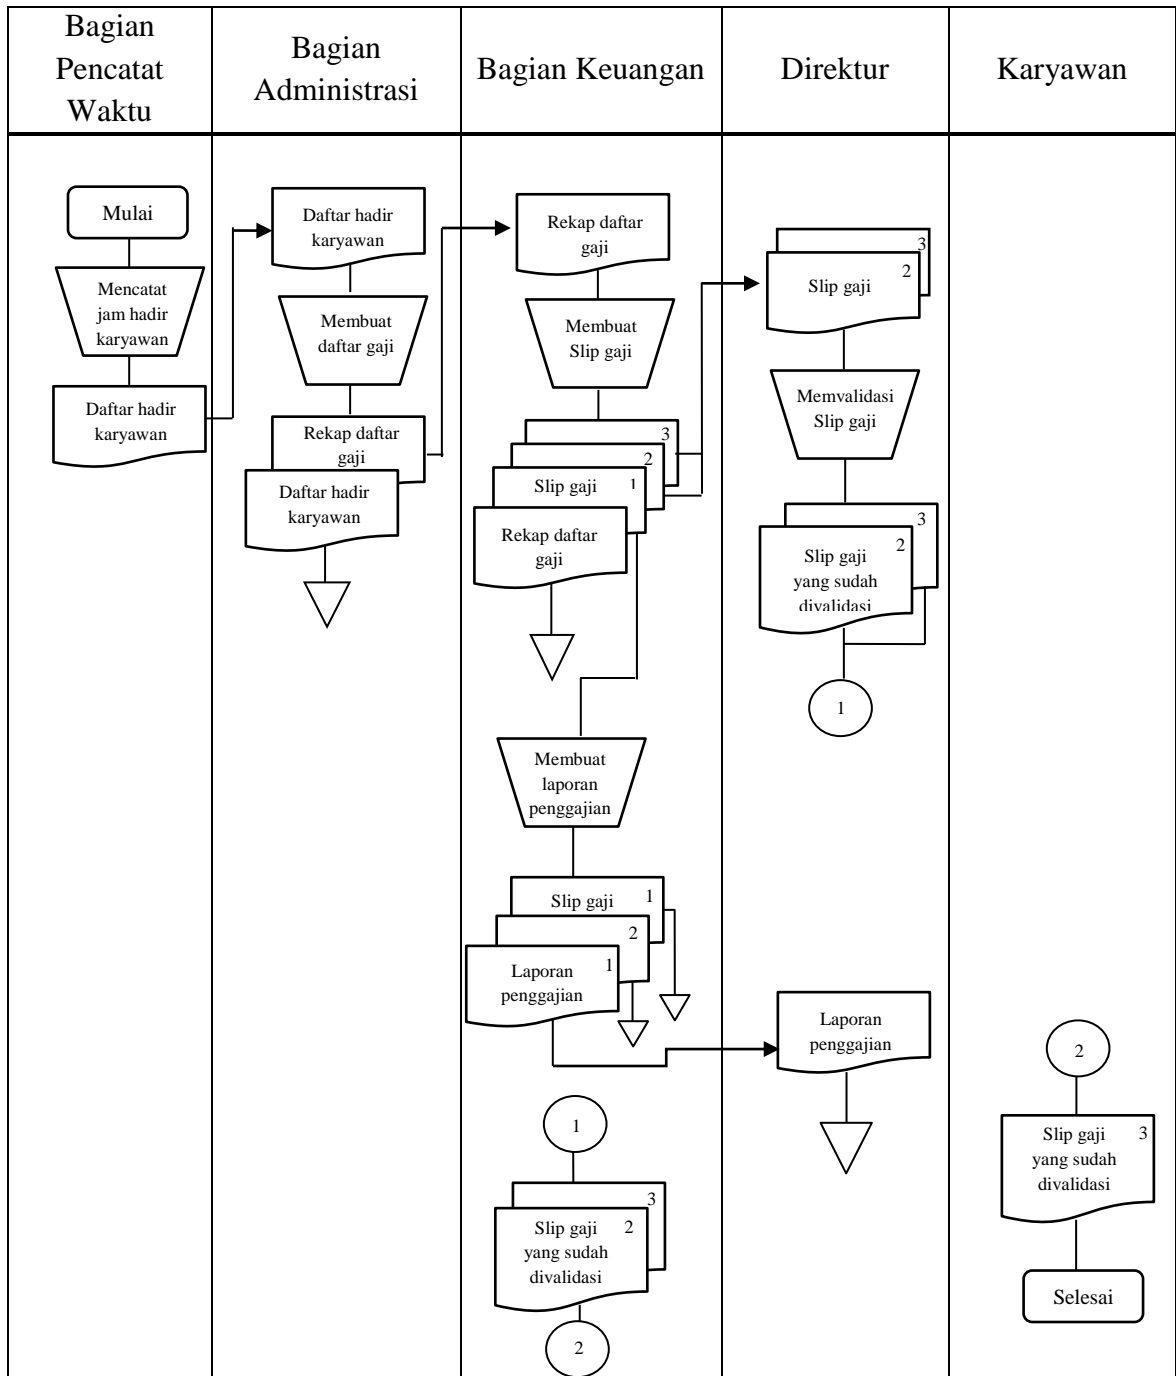 Bagian
Pencatat
Waktu
Bagian
Administrasi
Bagian Keuangan
Direktur
Karyawan
Mulai
Mencatat
jam hadir
karyawan
Daftar hadir
karyawan
Daftar hadir
karyawan
Membuat
daftar gaji
Rekap daftar
gaji
Daftar hadir
karyawan
Rekap daftar
gaji
Membuat
Slip gaji
3
2
Slip gaji 1
Rekap daftar
gaji
Membuat
laporan
penggajian
Slip gaji 1
2
Laporan 1
penggajian
1
3
Slip gaji 2
yang sudah
divalidasi
2
3
2
Slip gaji
Memvalidasi
Slip gaji
3
2
Slip gaji
yang sudah
divalidasi
1
Laporan
penggajian
2
Slip gaji 3
yang sudah
divalidasi
Selesai